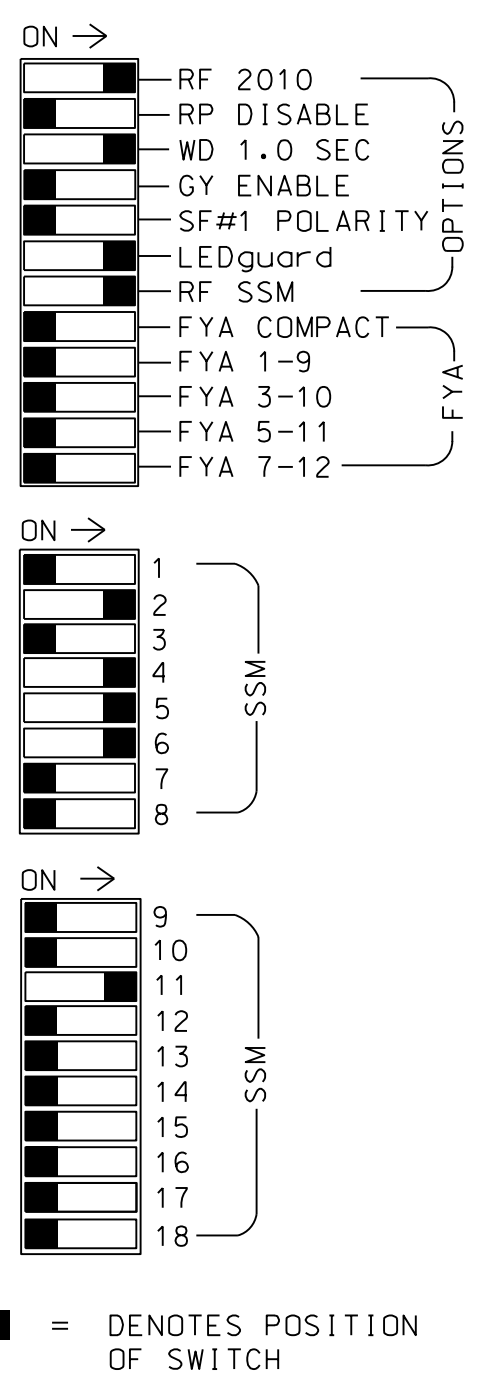 ON →
RF 2010
RP DISABLE
WD 1.0 SEC
GY ENABLE
SF#1 POLARITY
LEDguard
RF SSM
OPTIONS
FYA COMPACT
FYA 1-9
FYA 3-10
FYA 5-11
FYA 7-12
FYA
ON →
1
2
3
4
5
6
7
8
SSM
ON →
9
10
11
12
13
14
15
16
17
18
SSM
= DENOTES POSITION
OF SWITCH